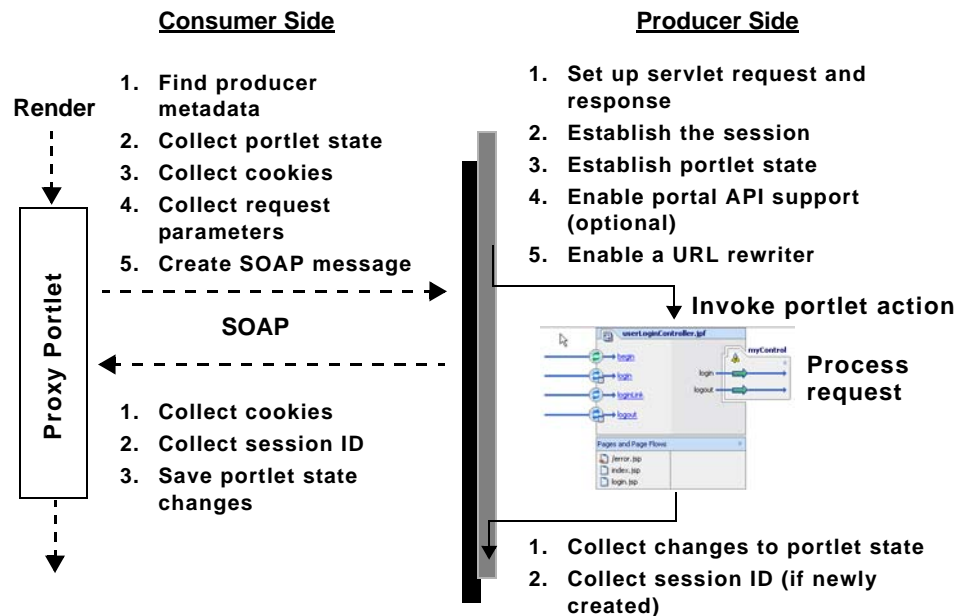 Consumer Side
Render
1. Find producer
metadata
2. Collect portlet state
3. Collect cookies
4. Collect request
parameters
5. Create SOAP message
SOAP
Proxy Portlet
1. Collect cookies
2. Collect session ID
3. Save portlet state
changes
Producer Side
1. Set up servlet request and
response
2. Establish the session
3. Establish portlet state
4. Enable portal API support
(optional)
5. Enable a URL rewriter
Invoke portlet action
userLoginController.jpf
begin
login
loginLink
logout
myControl
login
logout
Process
request
Pages and Page Flows
/error.jsp
index.jsp
login.jsp
1. Collect changes to portlet state
2. Collect session ID (if newly
created)